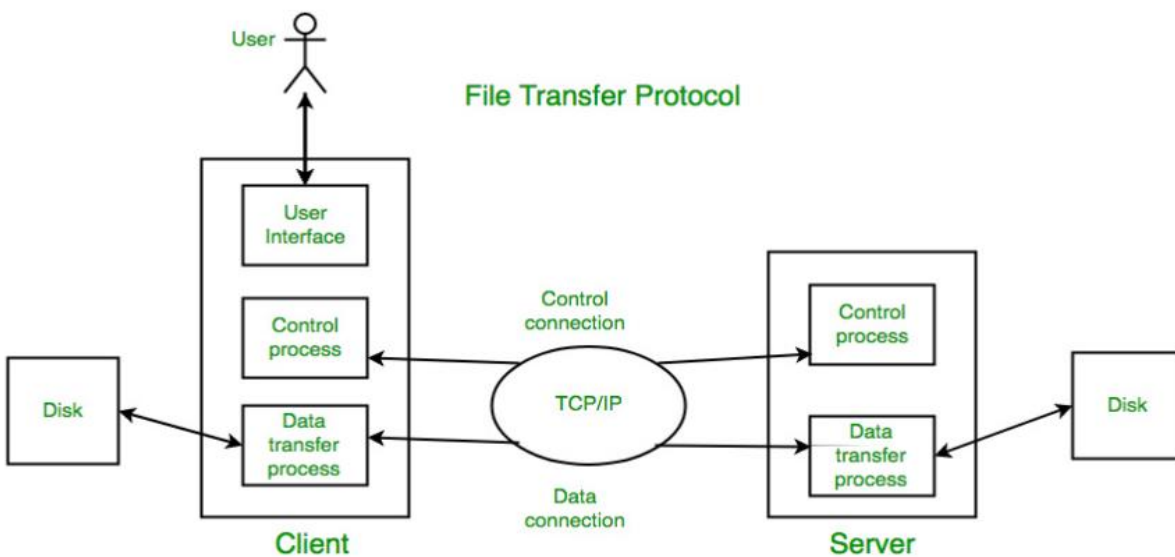 User
File Transfer Protocol
User
Interface
Control
connection
Control
process
Control
process
Disk
TCP/IP
Disk
Data
transfer
process
Data
transfer
process
Data
connection
Client
Server